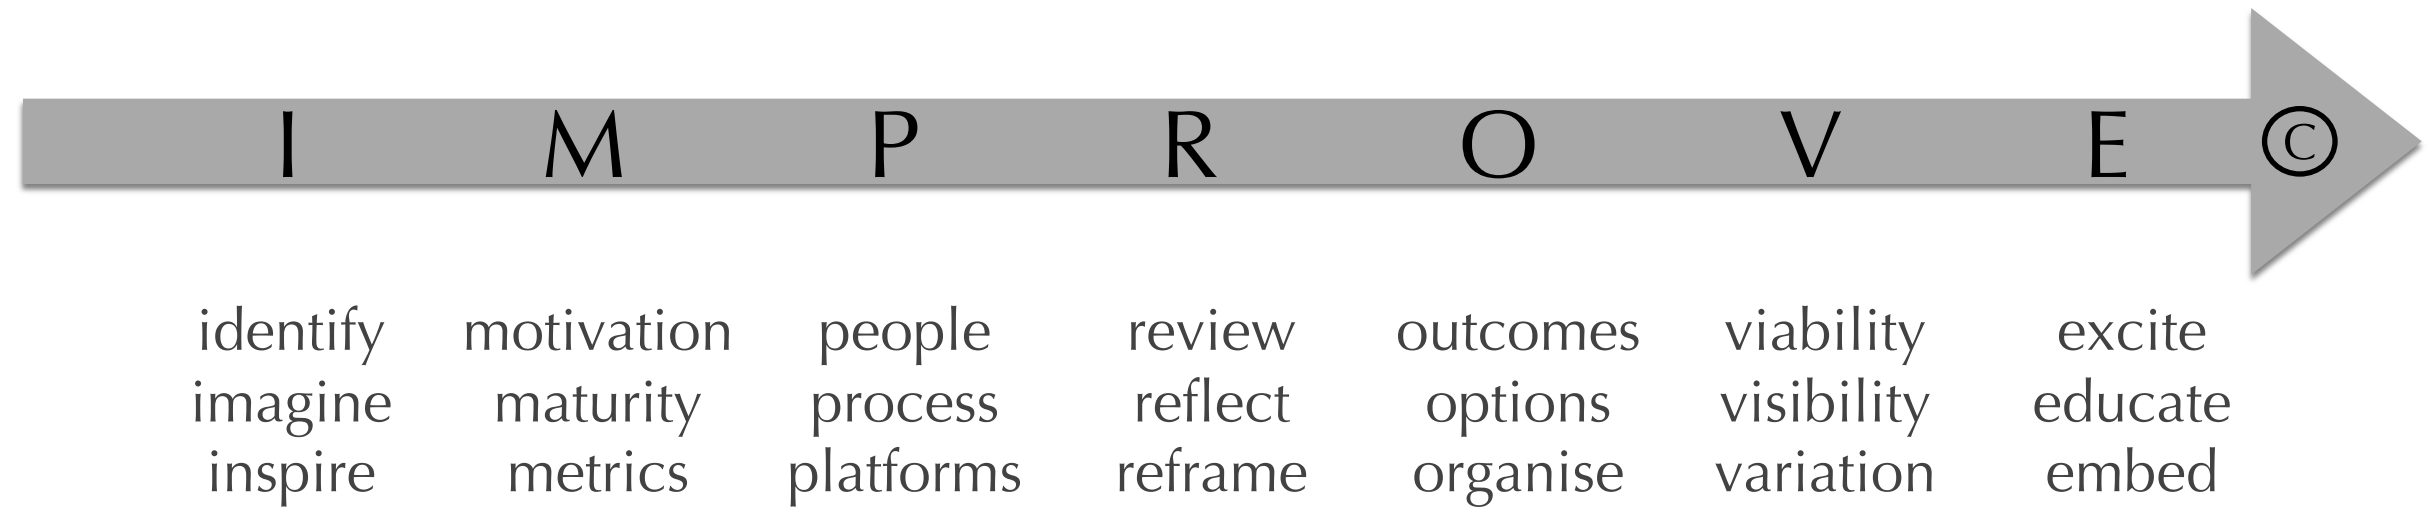 I M P R O V E ©
identify motivation people review outcomes viability excite
imagine maturity process reflect options visibility educate
inspire metrics platforms reframe organise variation embed